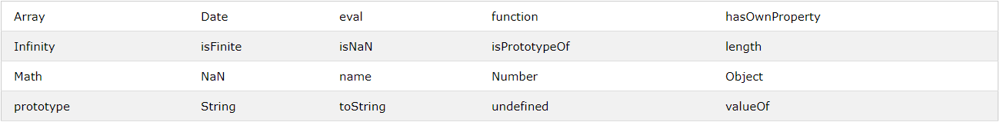 Array Date eval function hasOwnProperty
Infinity isFinite isNaN isPrototypeOf length
Math NaN name Number Object
prototype String toString undefined valueOf